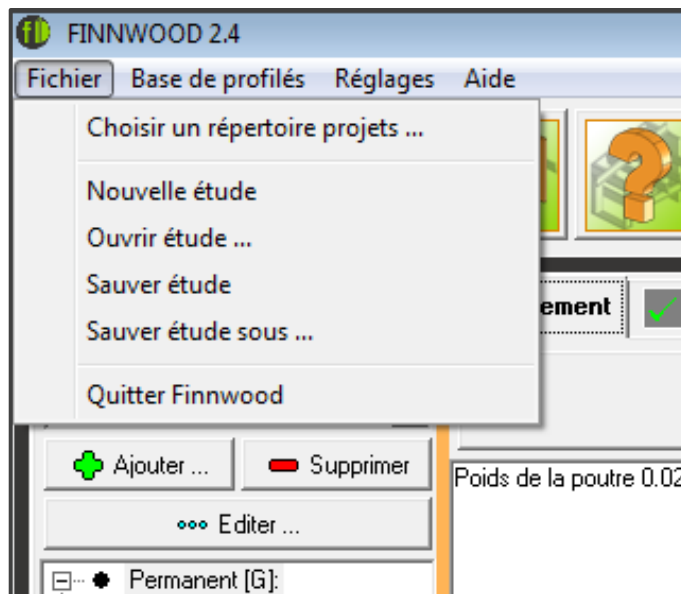 FINNWOOD 2.4
Fichier Base de profilés Réglages Aide
Choisir un répertoire projets ...
Nouvelle étude
Ouvrir étude ...
Sauver étude
Sauver étude sous ...
Quitter Finnwood
ement
Ajouter ... Supprimer
Poids de la poutre 0.02
Editer ...
Permanent [G]: